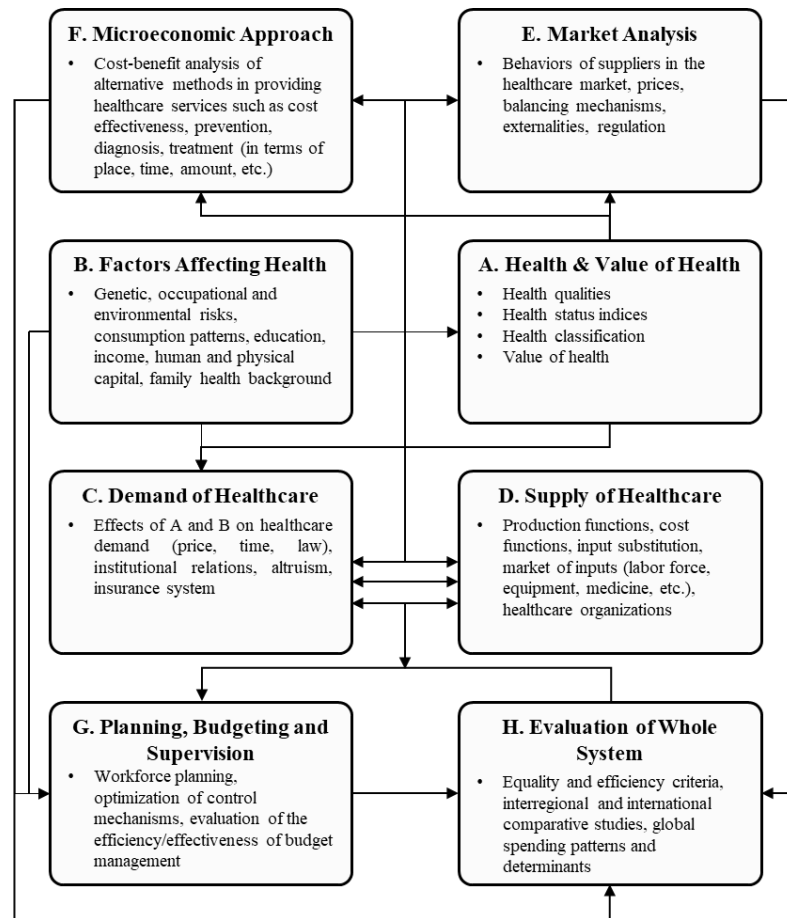 F. Microeconomic Approach
• Cost-benefit analysis of
alternative methods in providing
healthcare services such as cost
effectiveness, prevention,
diagnosis, treatment (in terms of
place, time, amount, etc.)
E. Market Analysis
• Behaviors of suppliers in the
healthcare market, prices,
balancing mechanisms,
externalities, regulation
B. Factors Affecting Health
• Genetic, occupational and
environmental risks,
consumption patterns, education,
income, human and physical
capital, family health background
A. Health & Value of Health
• Health qualities
• Health status indices
• Health classification
• Value of health
C. Demand of Healthcare
• Effects of A and B on healthcare
demand (price, time, law),
institutional relations, altruism,
insurance system
D. Supply of Healthcare
• Production functions, cost
functions, input substitution,
market of inputs (labor force,
equipment, medicine, etc.),
healthcare organizations
G. Planning, Budgeting and
Supervision
• Workforce planning,
optimization of control
mechanisms, evaluation of the
efficiency/effectiveness of budget
management
H. Evaluation of Whole
System
• Equality and efficiency criteria,
interregional and international
comparative studies, global
spending patterns and
determinants